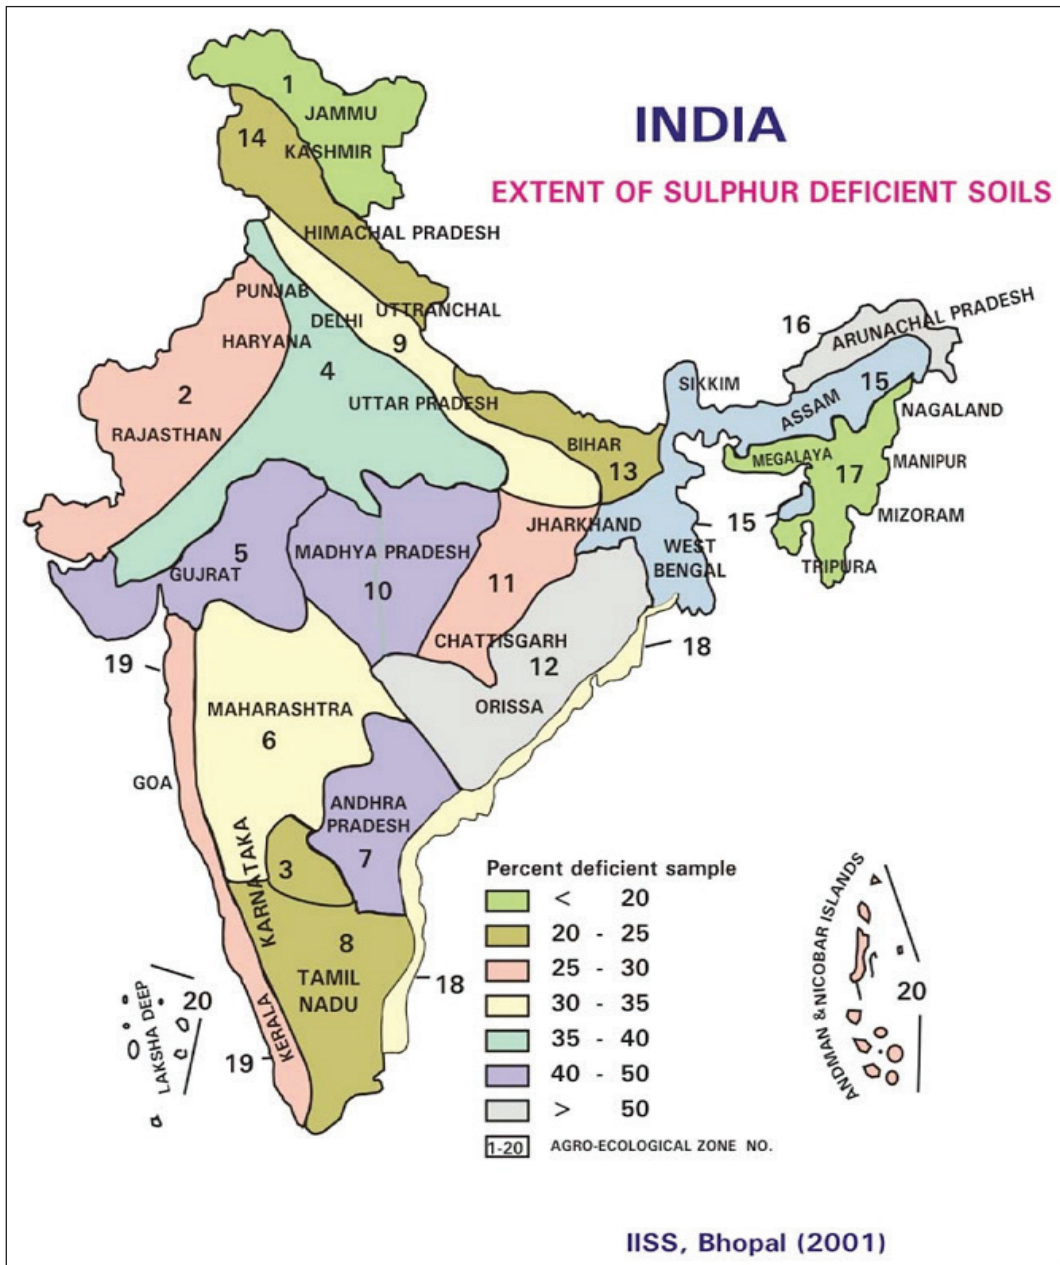 INDIA
EXTENT OF SULPHUR DEFICIENT SOILS
1
JAMMU
14
KASHMIR
HIMACHAL PRADESH
PUNJAB
UTTRANCHAL
DELHI
HARYANA
9
4
2
UTTAR PRADESH
RAJASTHAN
16
ARUNACHAL PRADESH
SIKKIM
15
ASSAM
NAGALAND
BIHAR
13
MEGALAYA
17
MANIPUR
MIZORAM
15
TRIPURA
JHARKHAND
WEST
BENGAL
MADHYA PRADESH
5
GUJRAT
10
11
CHATTISGARH
12
18
19
ORISSA
MAHARASHTRA
6
GOA
ANDHRA
PRADESH
7
KARNATAKA
3
8
TAMIL
NADU
18
KERALA
19
LAKSHA DEEP
20
ANDMAN &NICOBAR ISLANDS
20
Percent deficient sample
< 20
20 - 25
25 - 30
30 - 35
35 - 40
40 - 50
> 50
1-20 AGRO-ECOLOGICAL ZONE NO.
IISS, Bhopal (2001)